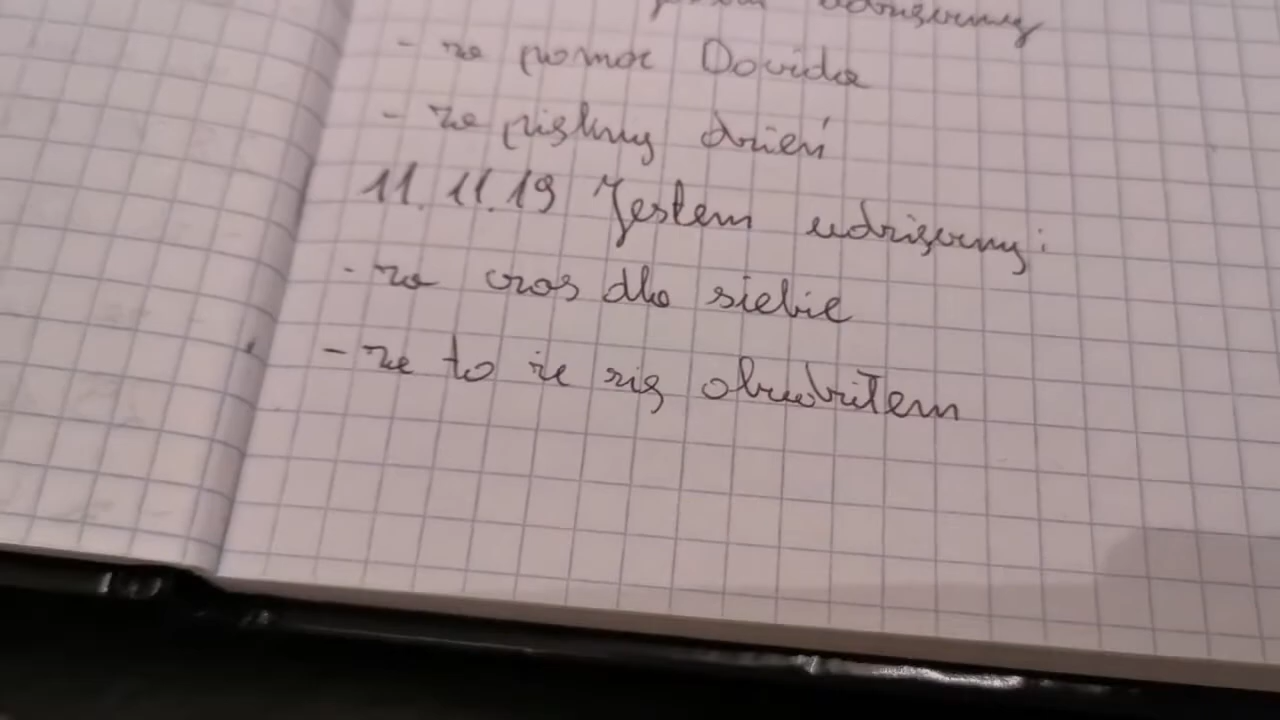 wdzięczny
- za pomoc Dawida
- za piękny dzień
11.11.19 Jestem wdzięczny:
- za czas dla siebie
- za to że się obudziłem